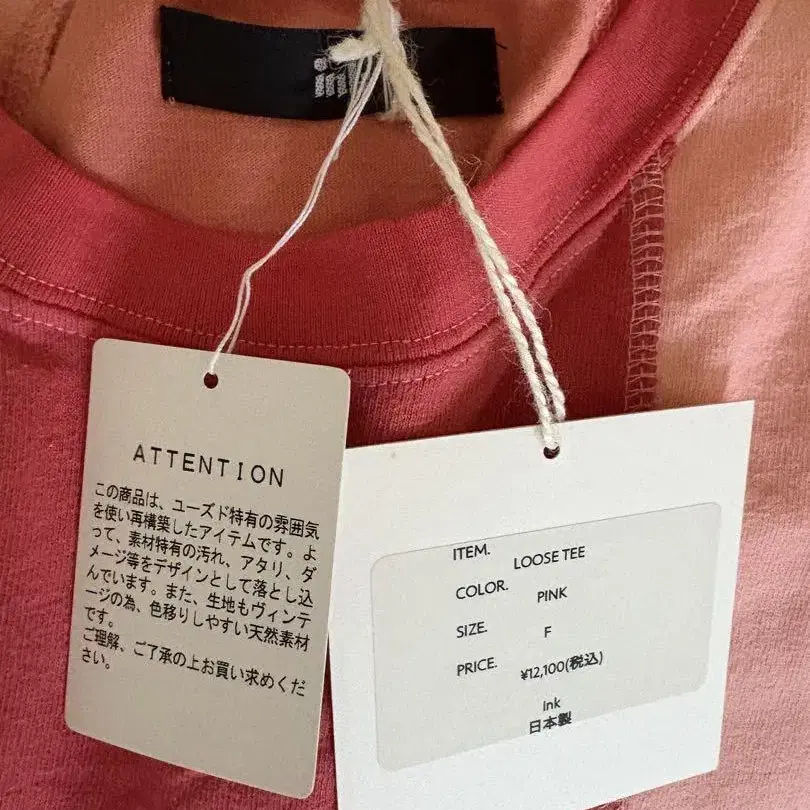 ATTENTION
この商品は、ユーズド特有の雰囲気
を使い再構築したアイテムです。よ
って、素材特有の汚れ、アタリ、ダ
メージ等をデザインとして落とし込
んでいます。また、生地もヴィンテ
ージの為、色移りしやすい天然素材
です。
ご理解、ご了承の上お買い求めくだ
さい。
ITEM. LOOSE TEE
COLOR. PINK
SIZE. F
PRICE. ¥12,100(税込)
ink
日本製